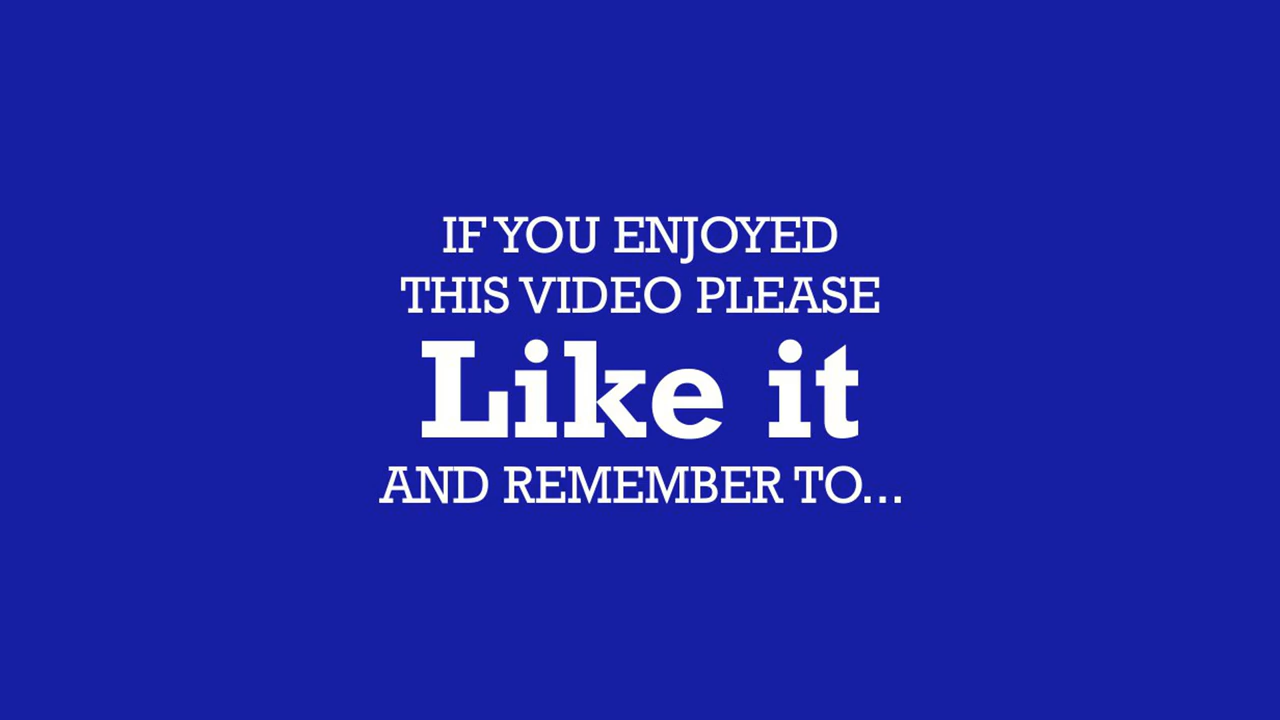 IF YOU ENJOYED
THIS VIDEO PLEASE
Like it
AND REMEMBER TO...